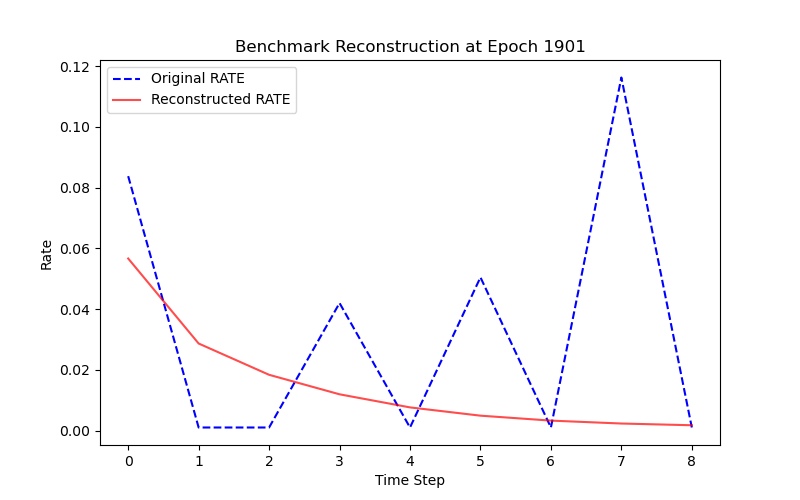 Benchmark Reconstruction at Epoch 1901
Original RATE
Reconstructed RATE
0.12
0.10
0.08
0.06
0.04
0.02
0.00
Rate
0 1 2 3 4 5 6 7 8
Time Step